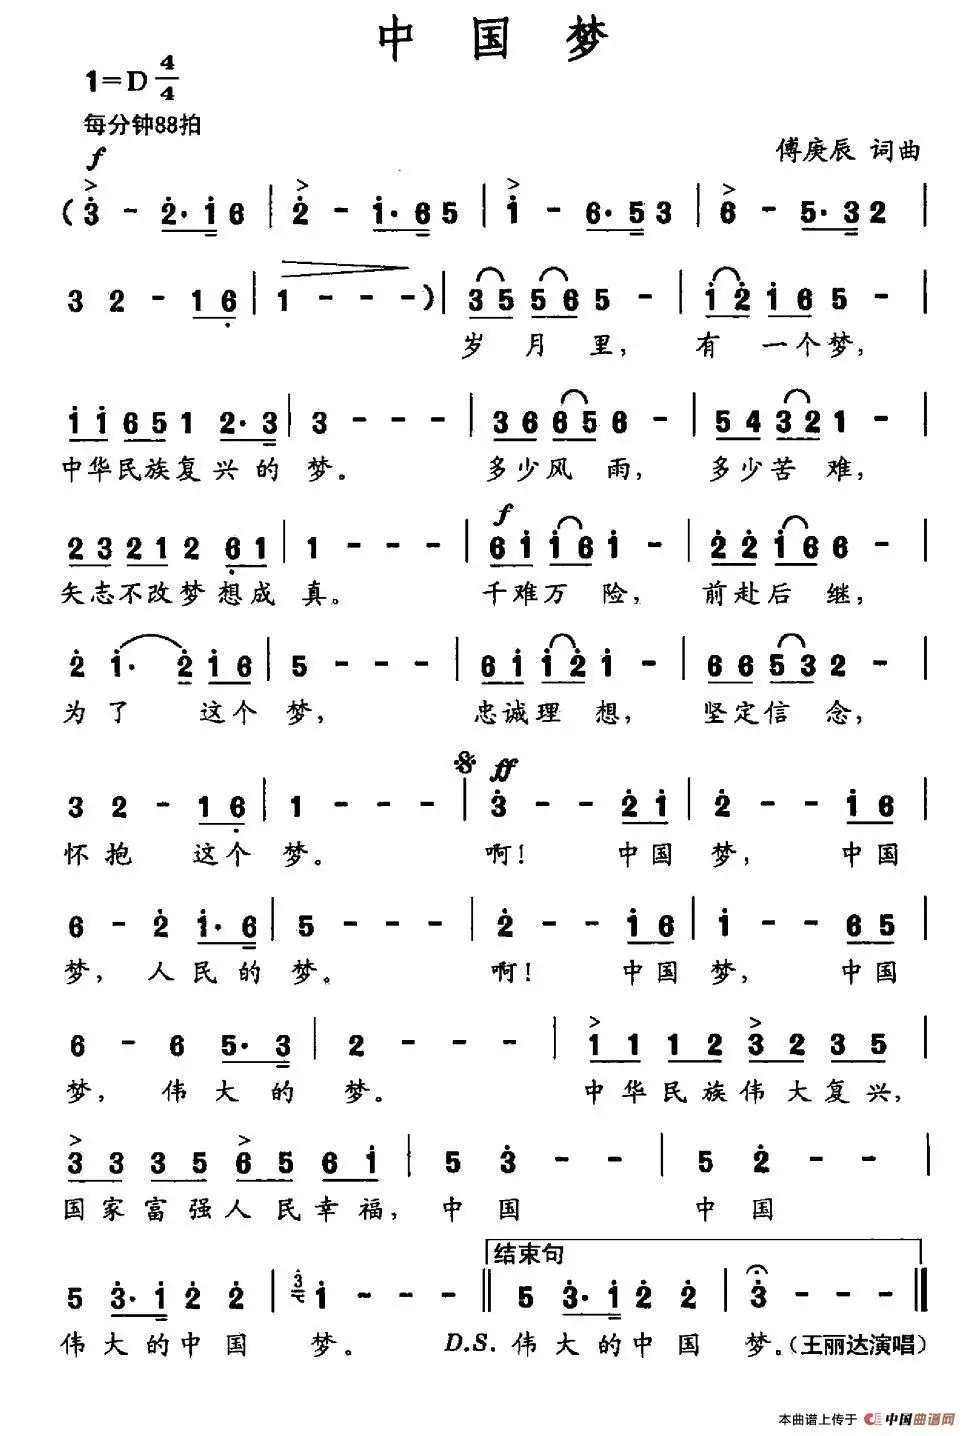 中国梦
1=D 4/4
每分钟88拍
f
傅庚辰 词曲
(3 - 2· 1 6 | 2 - 1· 6 5 | 1 - 6· 5 3 | 6 - 5· 3 2 |
3 2 - 1 6 | 1 - - - ) | 3 5 5 6 5 - | 1 2 1 6 5 - |
岁 月 里, 有 一个梦,
1 1 6 5 1 2· 3 | 3 - - - | 3 6 6 5 6 - | 5 4 3 2 1 - |
中华民族复兴的 梦。 多少风 雨, 多少苦 难,
f
2 3 2 1 2 6 1 | 1 - - - | 6 1 1 6 1 - | 2 2 1 6 6 - |
矢志不改梦 想成 真。 千难万 险, 前赴后 继,
2 1· 2 1 6 | 5 - - - | 6 1 1 2 1 - | 6 6 5 3 2 - |
为了 这个 梦, 忠诚理 想, 坚定信 念,
ff
3 2 - 1 6 | 1 - - - | 3 - - 2 1 | 2 - - 1 6 |
怀抱 这个 梦。 啊! 中国 梦, 中国
6 - 2 1· 6 | 5 - - - | 2 - - 1 6 | 1 - - 6 5 |
梦, 人民的 梦。 啊! 中国 梦, 中国
6 - 6 5· 3 | 2 - - - | 1 1 1 2 3 2 3 5 |
梦, 伟大的 梦。 中华民族伟大复兴,
3 3 3 5 6 5 6 1 | 5 3 - - | 5 2 - - |
国家富强人民幸福, 中 国 中 国
结束句
5 3· 1 2 2 | 3 1 - - - || 5 3· 1 2 2 | 3 - - - ||
伟大的中国 梦。 D.S. 伟大的中国 梦。(王丽达演唱)
本曲谱上传于 中国曲谱网